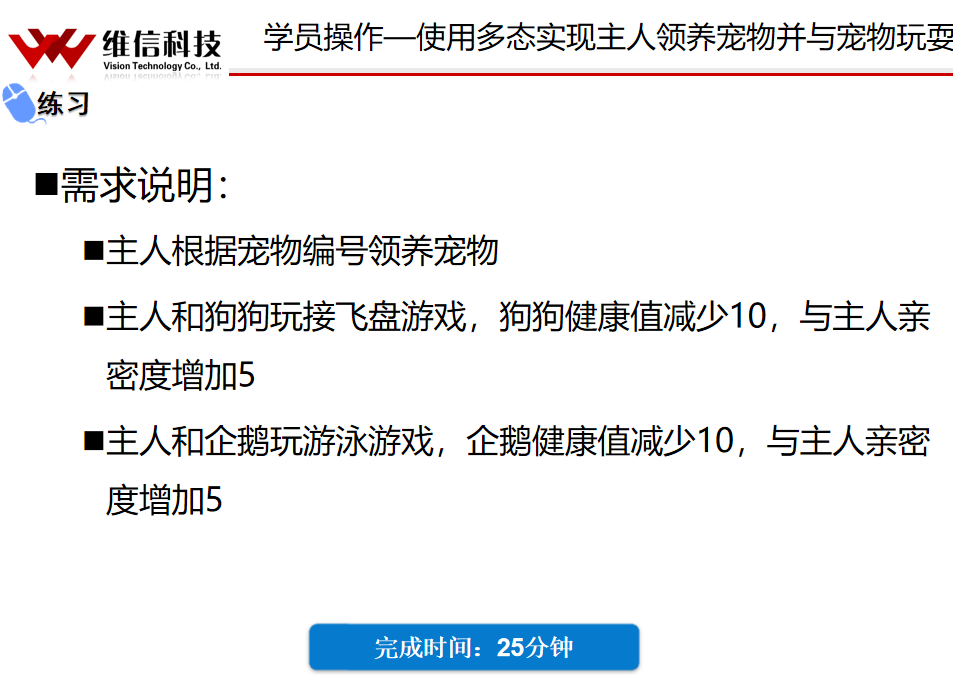 维信科技
Vision Technology Co., Ltd.
学员操作—使用多态实现主人领养宠物并与宠物玩耍
练习
■需求说明：
■主人根据宠物编号领养宠物
■主人和狗狗玩接飞盘游戏，狗狗健康值减少10，与主人亲
密度增加5
■主人和企鹅玩游泳游戏，企鹅健康值减少10，与主人亲密
度增加5
完成时间：25分钟